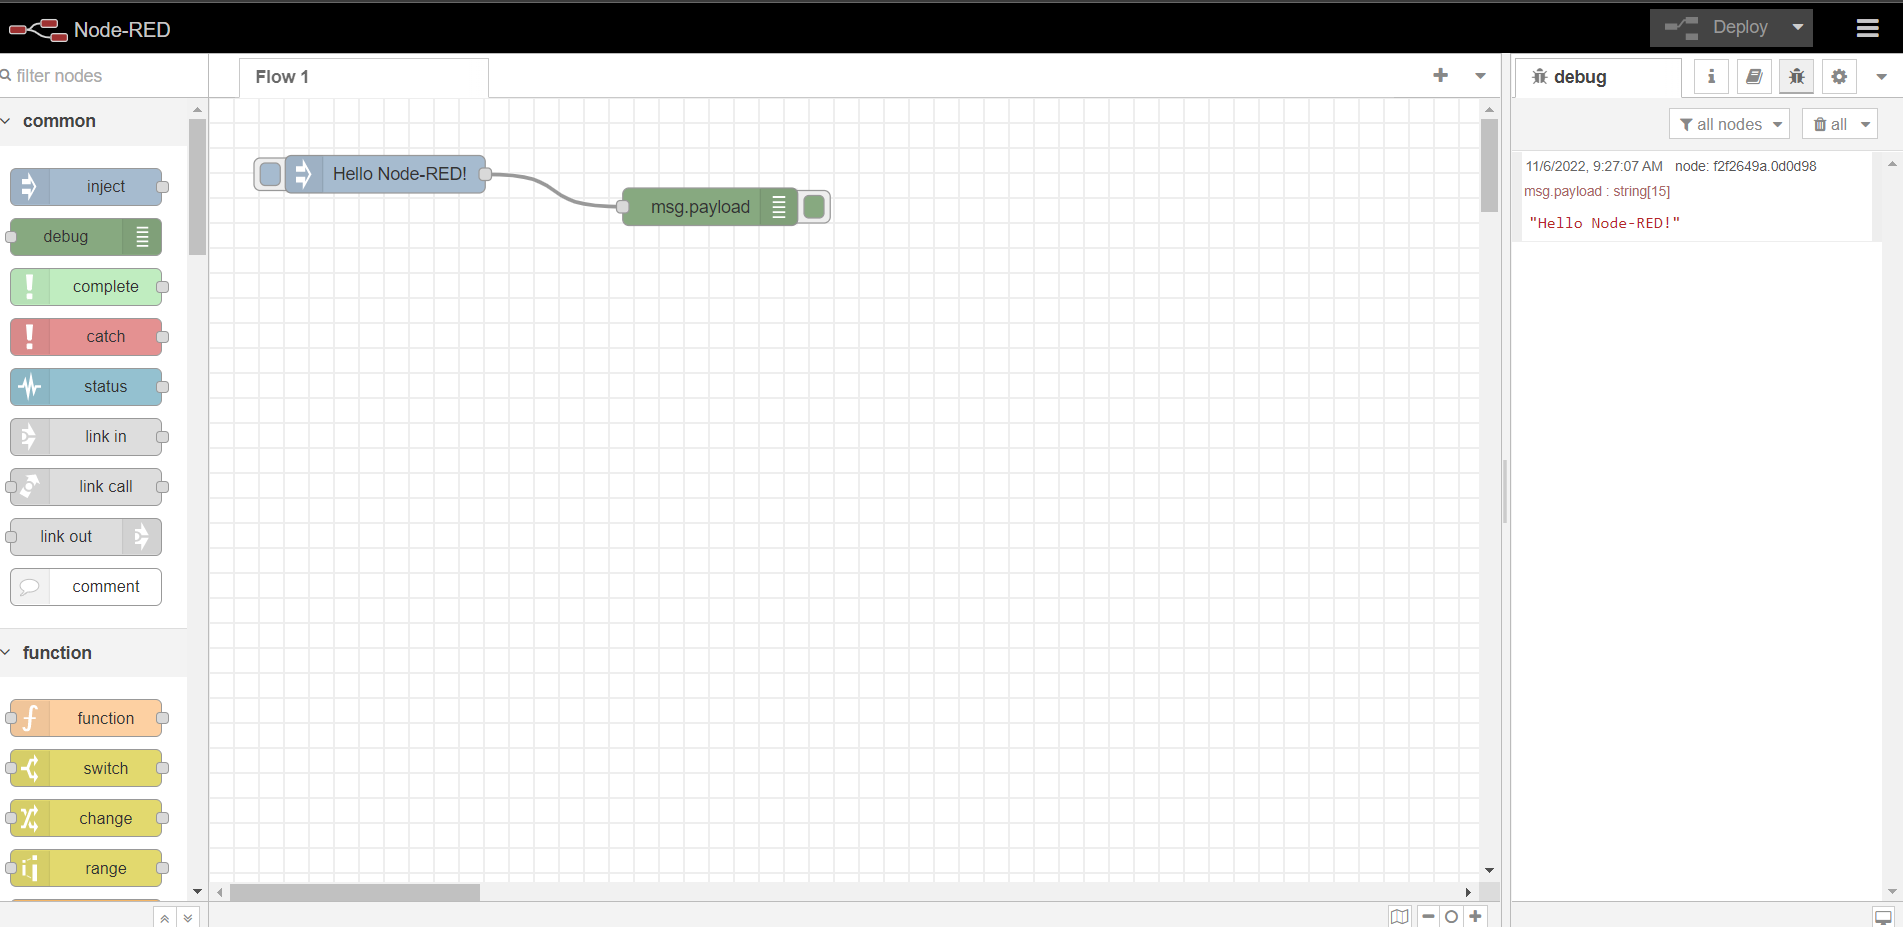 Node-RED
Deploy
filter nodes
Flow 1
debug
i
all nodes
all
common
inject
debug
complete
catch
status
link in
link call
link out
comment
function
function
switch
change
range
Hello Node-RED!
msg.payload
11/6/2022, 9:27:07 AM node: f2f2649a.0d0d98
msg.payload : string[15]
"Hello Node-RED!"